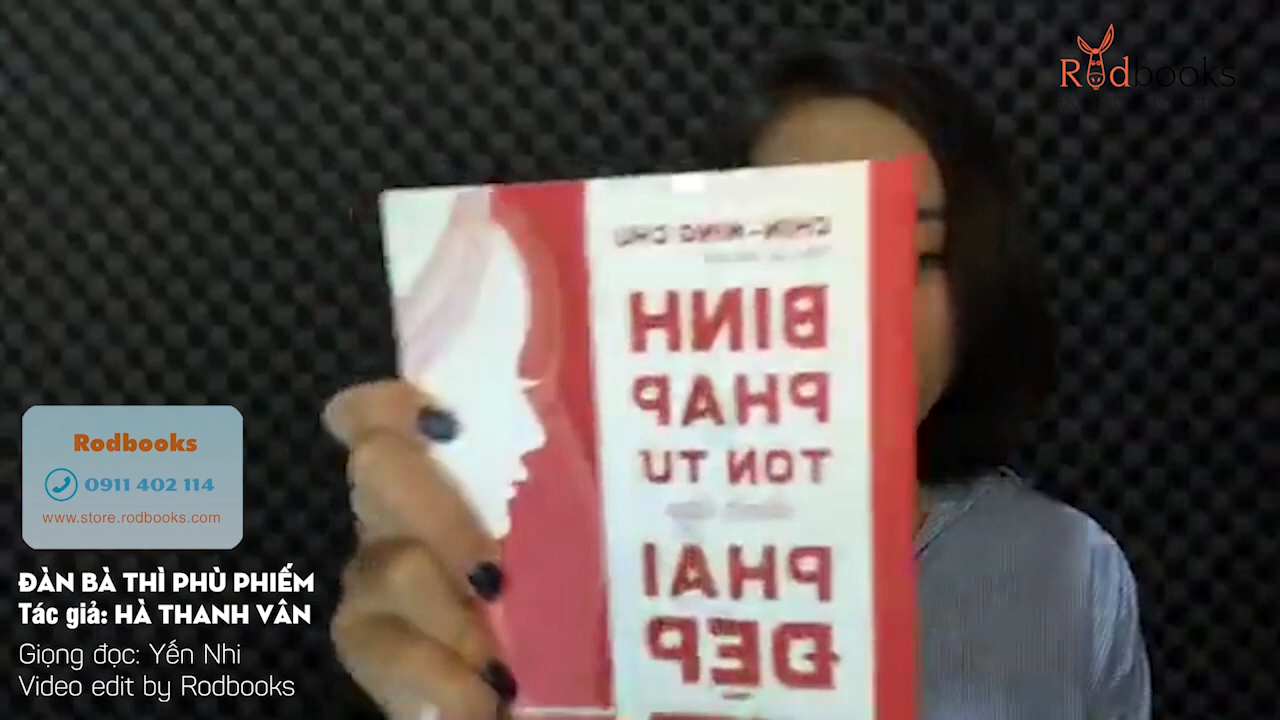 Rodbooks
CHIN-NING CHU
BINH
PHAP
TON TU
PHAI
ĐẸP
Rodbooks
0911 402 114
www.store.rodbooks.com
ĐÀN BÀ THÌ PHÙ PHIẾM
Tác giả: HÀ THANH VÂN
Giọng đọc: Yến Nhi
Video edit by Rodbooks